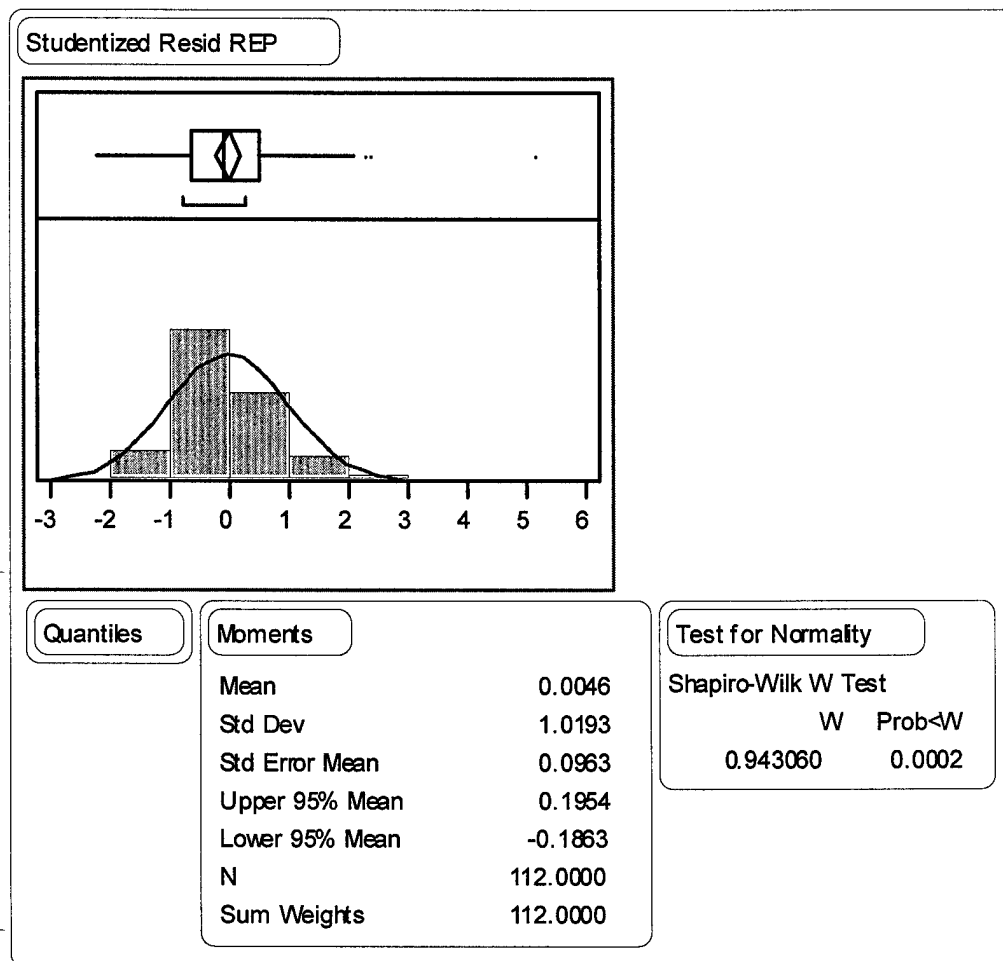 Studentized Resid REP
-3 -2 -1 0 1 2 3 4 5 6
Quantiles
Moments
Mean 0.0046
Std Dev 1.0193
Std Error Mean 0.0963
Upper 95% Mean 0.1954
Lower 95% Mean -0.1863
N 112.0000
Sum Weights 112.0000
Test for Normality
Shapiro-Wilk W Test
W Prob<W
0.943060 0.0002